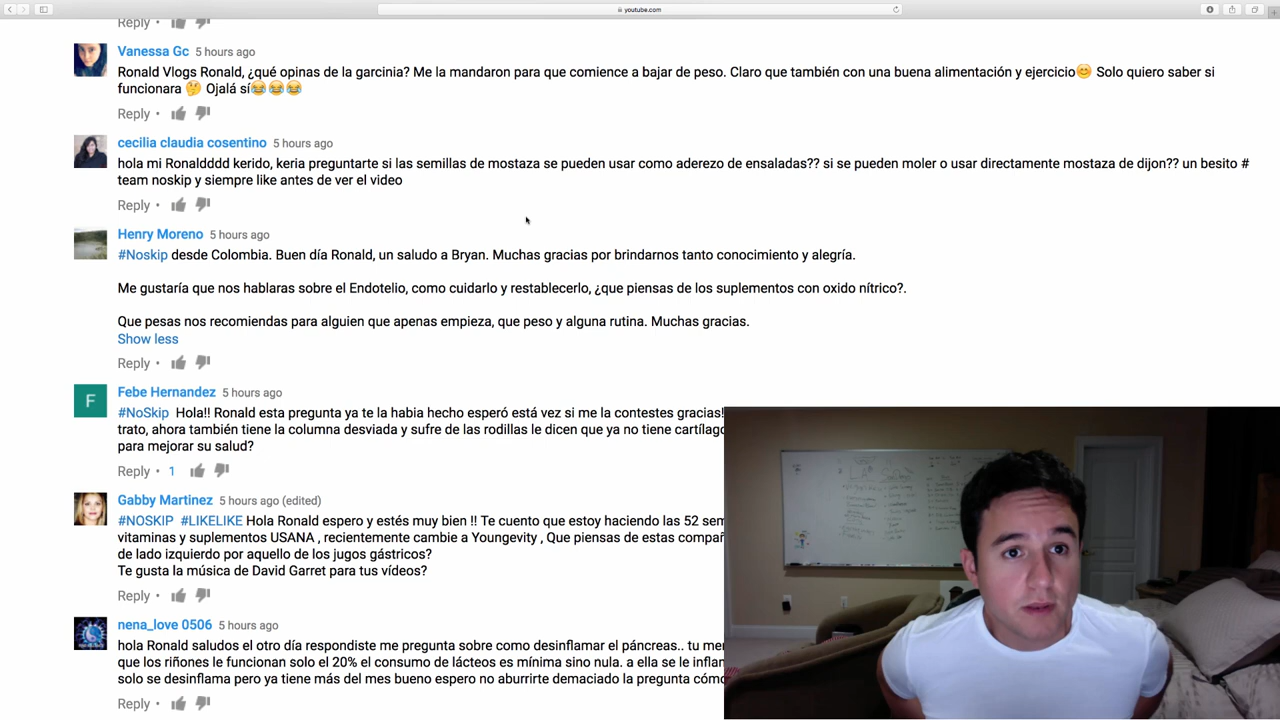 youtube.com
Reply •
Vanessa Gc 5 hours ago
Ronald Vlogs Ronald, ¿qué opinas de la garcinia? Me la mandaron para que comience a bajar de peso. Claro que también con una buena alimentación y ejercicio😊 Solo quiero saber si
funcionara 🤔 Ojalá sí😂😂😂
Reply •
cecilia claudia cosentino 5 hours ago
hola mi Ronaldddd kerido, keria preguntarte si las semillas de mostaza se pueden usar como aderezo de ensaladas?? si se pueden moler o usar directamente mostaza de dijon?? un besito #
team noskip y siempre like antes de ver el video
Reply •
Henry Moreno 5 hours ago
#Noskip desde Colombia. Buen día Ronald, un saludo a Bryan. Muchas gracias por brindarnos tanto conocimiento y alegría.
Me gustaría que nos hablaras sobre el Endotelio, como cuidarlo y restablecerlo, ¿que piensas de los suplementos con oxido nítrico?.
Que pesas nos recomiendas para alguien que apenas empieza, que peso y alguna rutina. Muchas gracias.
Show less
Reply •
F
Febe Hernandez 5 hours ago
#NoSkip Hola!! Ronald esta pregunta ya te la habia hecho esperó está vez si me la contestes gracias!
trato, ahora también tiene la columna desviada y sufre de las rodillas le dicen que ya no tiene cartílago
para mejorar su salud?
Reply • 1
Gabby Martinez 5 hours ago (edited)
#NOSKIP #LIKELIKE Hola Ronald espero y estés muy bien !! Te cuento que estoy haciendo las 52 sem
vitaminas y suplementos USANA , recientemente cambie a Youngevity , Que piensas de estas compañ
de lado izquierdo por aquello de los jugos gástricos?
Te gusta la música de David Garret para tus vídeos?
Reply •
nena_love 0506 5 hours ago
hola Ronald saludos el otro día respondiste me pregunta sobre como desinflamar el páncreas.. tu mer
que los riñones le funcionan solo el 20% el consumo de lácteos es mínima sino nula. a ella se le inflan
solo se desinflama pero ya tiene más del mes bueno espero no aburrirte demaciado la pregunta cómo
Reply •